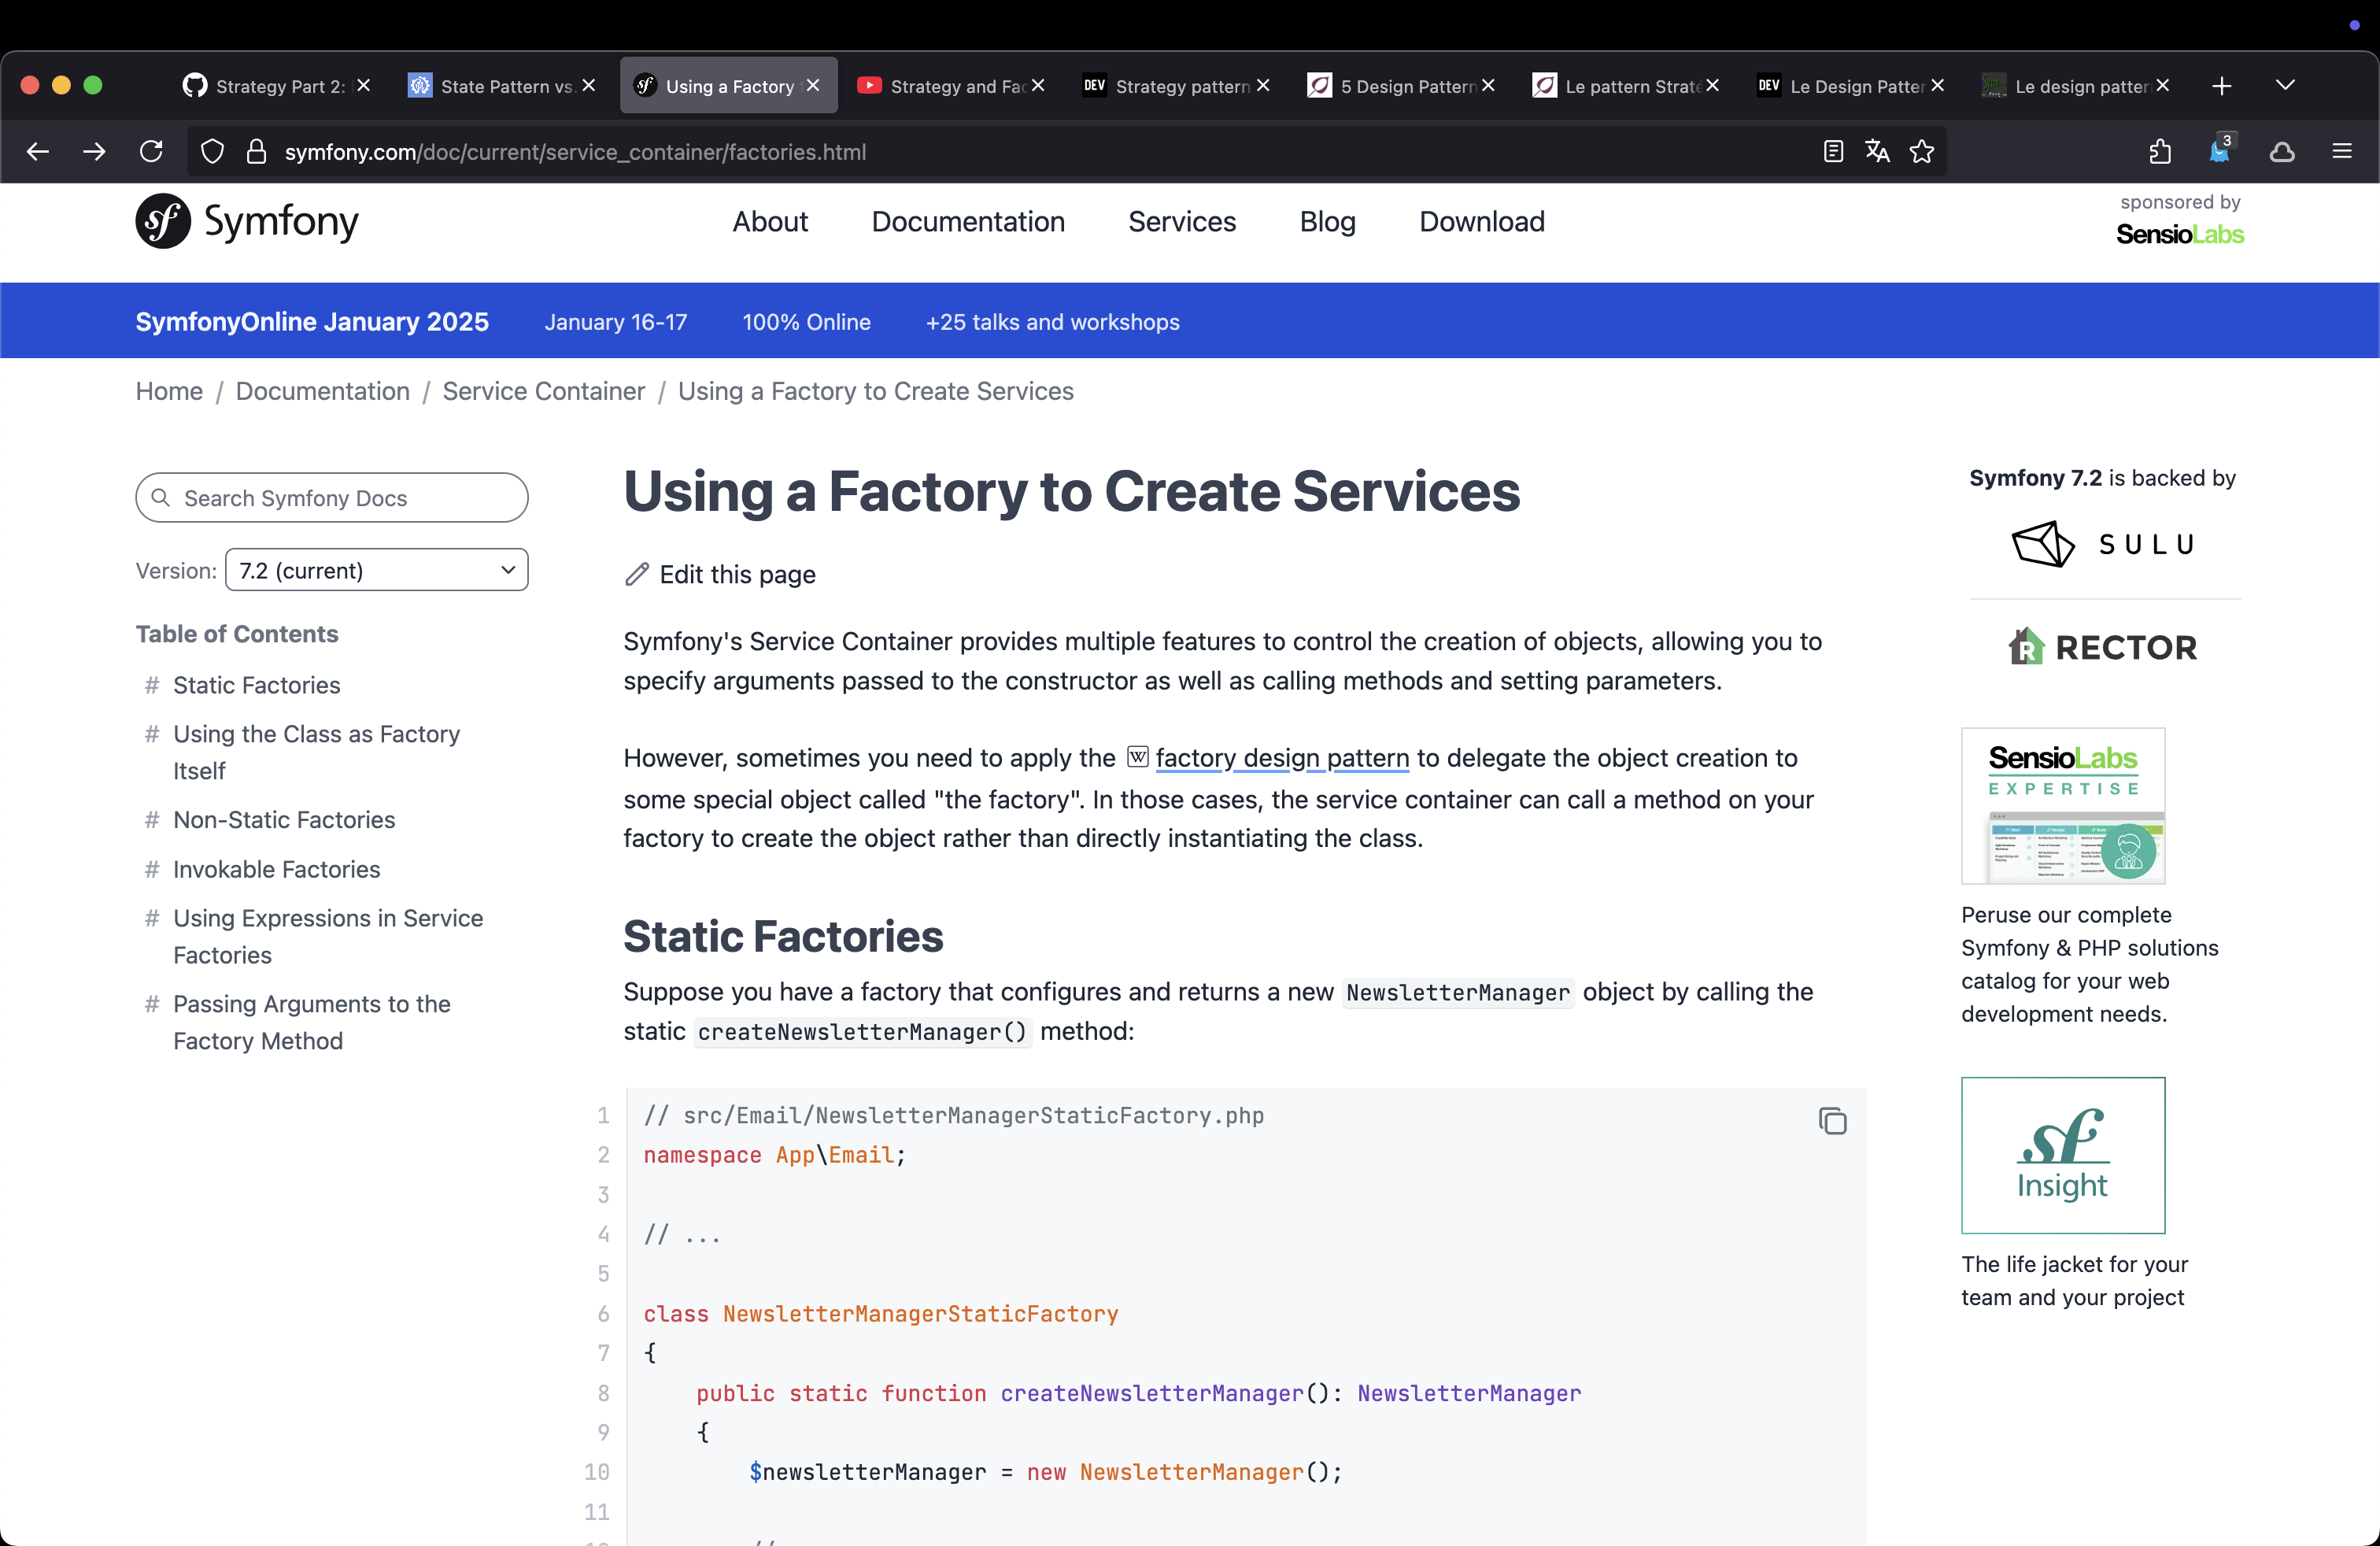 Strategy Part 2:
State Pattern vs.
Using a Factory
Strategy and Fac
DEV Strategy pattern
5 Design Pattern
Le pattern Straté
DEV Le Design Patter
Le design patter
symfony.com/doc/current/service_container/factories.html
3
sf Symfony
About
Documentation
Services
Blog
Download
sponsored by
SensioLabs
SymfonyOnline January 2025
January 16-17
100% Online
+25 talks and workshops
Home / Documentation / Service Container / Using a Factory to Create Services
Search Symfony Docs
Version: 7.2 (current)
Table of Contents
# Static Factories
# Using the Class as Factory
Itself
# Non-Static Factories
# Invokable Factories
# Using Expressions in Service
Factories
# Passing Arguments to the
Factory Method
Using a Factory to Create Services
Edit this page
Symfony's Service Container provides multiple features to control the creation of objects, allowing you to
specify arguments passed to the constructor as well as calling methods and setting parameters.
However, sometimes you need to apply the W factory design pattern to delegate the object creation to
some special object called "the factory". In those cases, the service container can call a method on your
factory to create the object rather than directly instantiating the class.
Static Factories
Suppose you have a factory that configures and returns a new NewsletterManager object by calling the
static createNewsletterManager() method:
1 // src/Email/NewsletterManagerStaticFactory.php
2 namespace App\Email;
3
4 // ...
5
6 class NewsletterManagerStaticFactory
7 {
8 public static function createNewsletterManager(): NewsletterManager
9 {
10 $newsletterManager = new NewsletterManager();
11
Symfony 7.2 is backed by
SULU
R RECTOR
SensioLabs
EXPERTISE
Peruse our complete
Symfony & PHP solutions
catalog for your web
development needs.
sf
Insight
The life jacket for your
team and your project